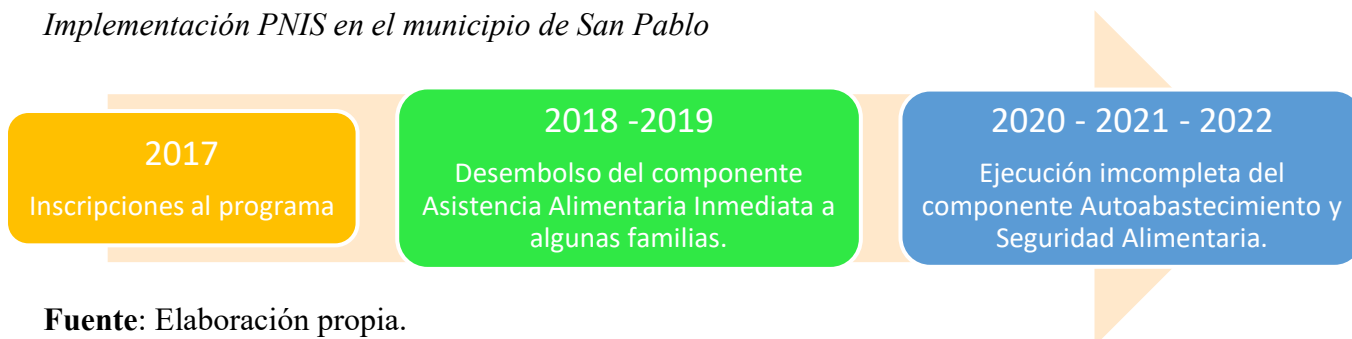 Implementación PNIS en el municipio de San Pablo
2017
Inscripciones al programa
2018 -2019
Desembolso del componente
Asistencia Alimentaria Inmediata a
algunas familias.
2020 - 2021 - 2022
Ejecución imcompleta del
componente Autoabastecimiento y
Seguridad Alimentaria.
Fuente: Elaboración propia.